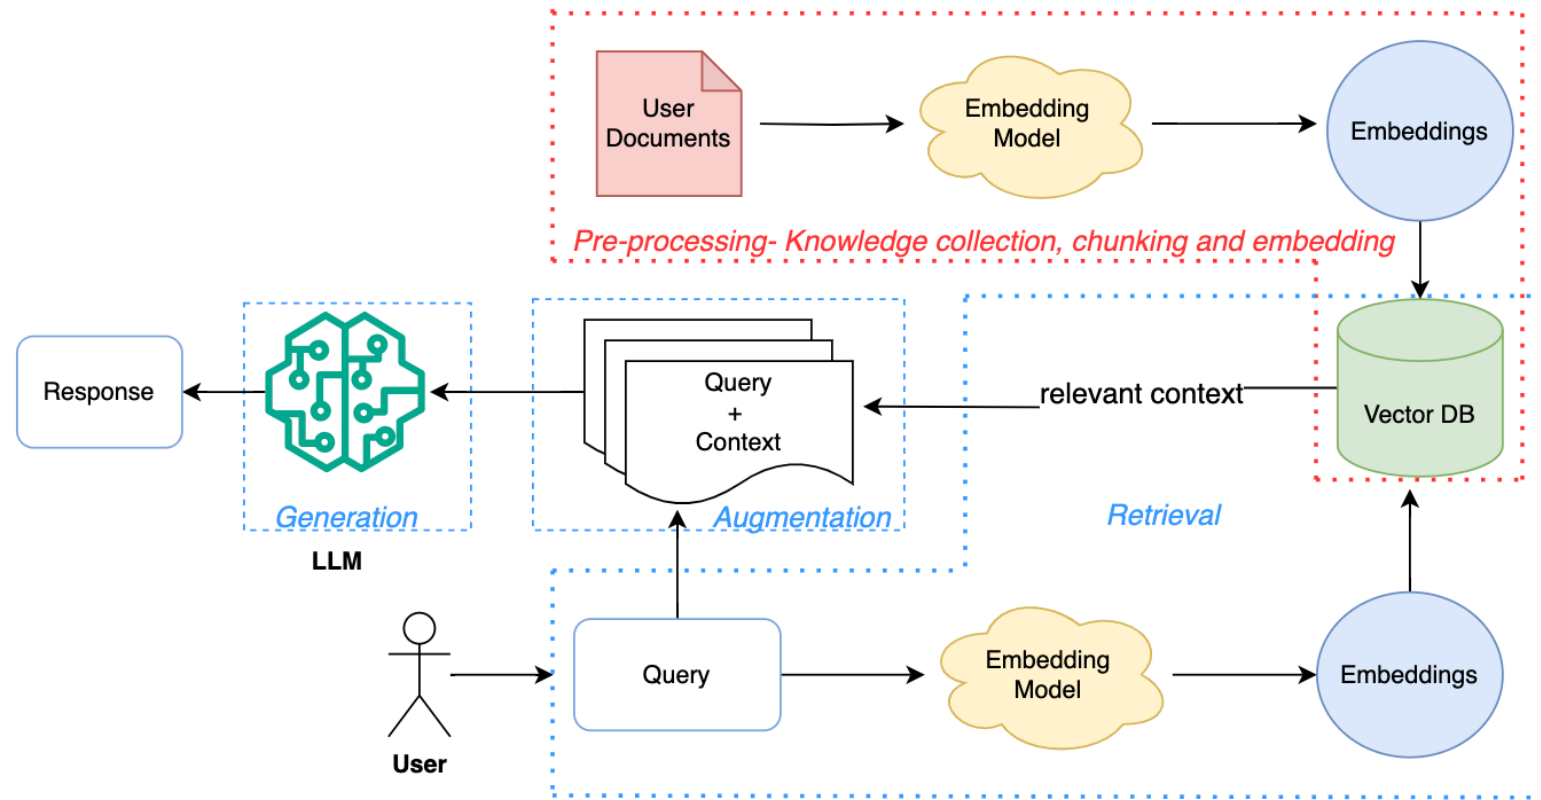 User
Documents
Embedding
Model
Embeddings
Pre-processing- Knowledge collection, chunking and embedding
Response
Generation
LLM
Query
+
Context
Augmentation
relevant context
Vector DB
Retrieval
User
Query
Embedding
Model
Embeddings